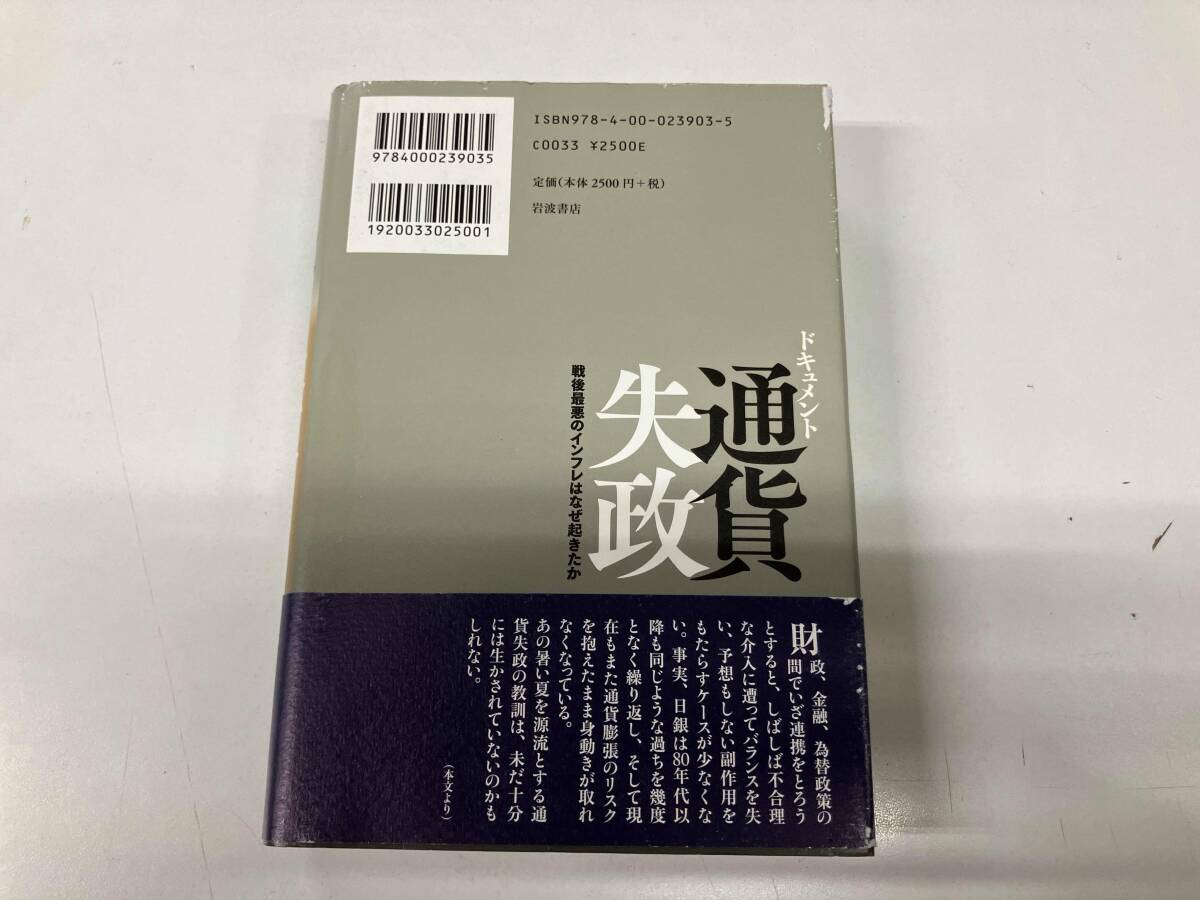 ISBN978-4-00-023903-5
C0033 ¥2500E
定価(本体2500円+税)
岩波書店
9784000239035
1920033025001
ドキュメント
通貨
失政
戦後最悪のインフレはなぜ起きたか
財政、金融、為替政策の
間でいざ連携をとろう
とすると、しばしば不合理
な介入に遭ってバランスを失
い、予想もしない副作用を
もたらすケースが少なくな
い。事実、日銀は80年代以
降も同じような過ちを幾度
となく繰り返し、そして現
在もまた通貨膨張のリスク
を抱えたまま身動きが取れ
なくなっている。
あの暑い夏を源流とする通
貨失政の教訓は、未だ十分
には生かされていないのかも
しれない。
(本文より)